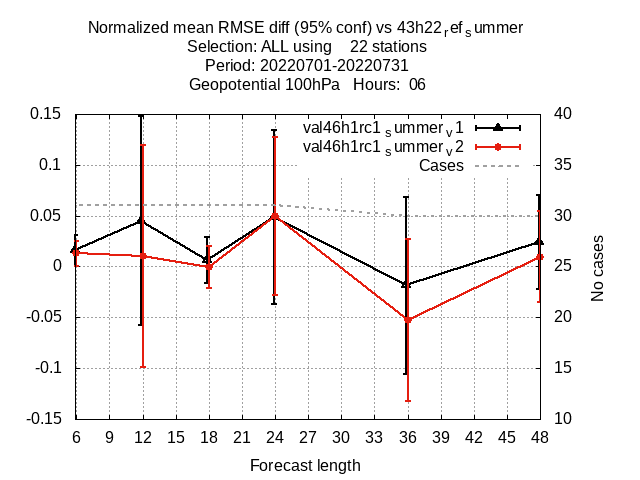 Normalized mean RMSE diff (95% conf) vs 43h22refsummer
Selection: ALL using 22 stations
Period: 20220701-20220731
Geopotential 100hPa Hours: 06
0.15
0.1
0.05
0
-0.05
-0.1
-0.15
40
35
30
25
20
15
10
val46h1rc1summerv1
val46h1rc1summerv2
Cases
No cases
6 9 12 15 18 21 24 27 30 33 36 39 42 45 48
Forecast length